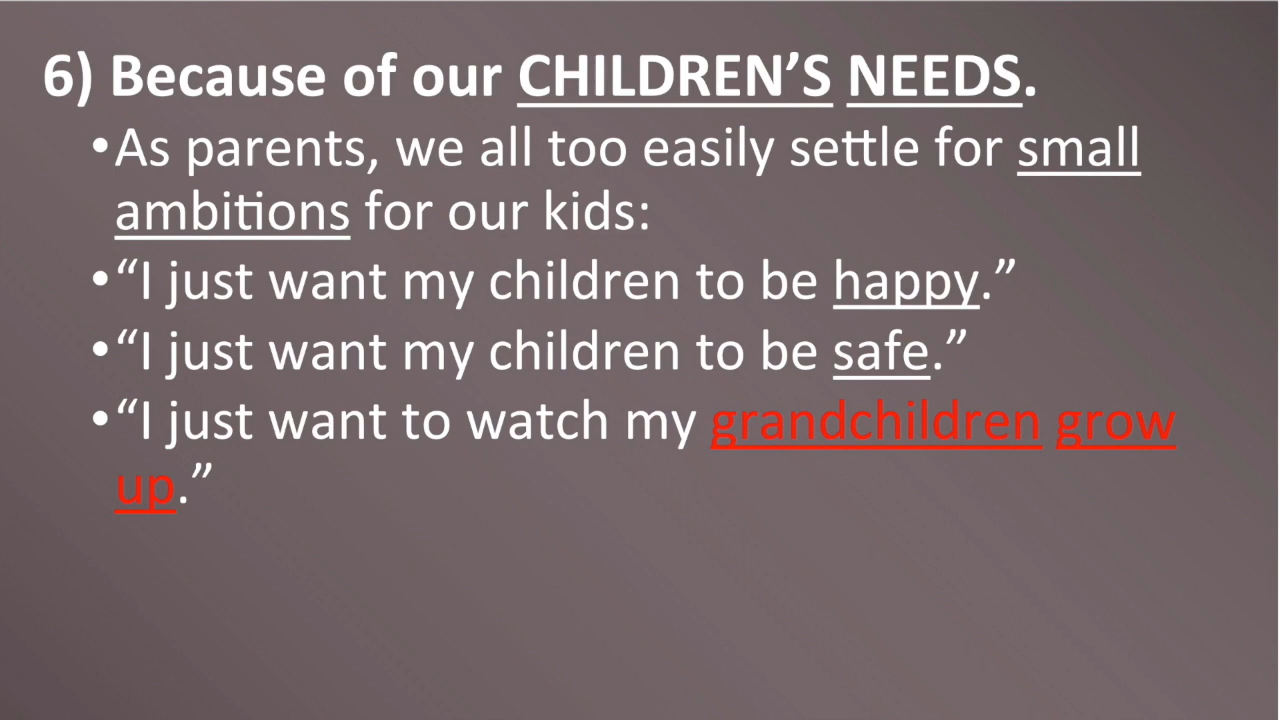 6) Because of our CHILDREN’S NEEDS.
•As parents, we all too easily settle for small
ambitions for our kids:
•“I just want my children to be happy.”
•“I just want my children to be safe.”
•“I just want to watch my grandchildren grow
up.”